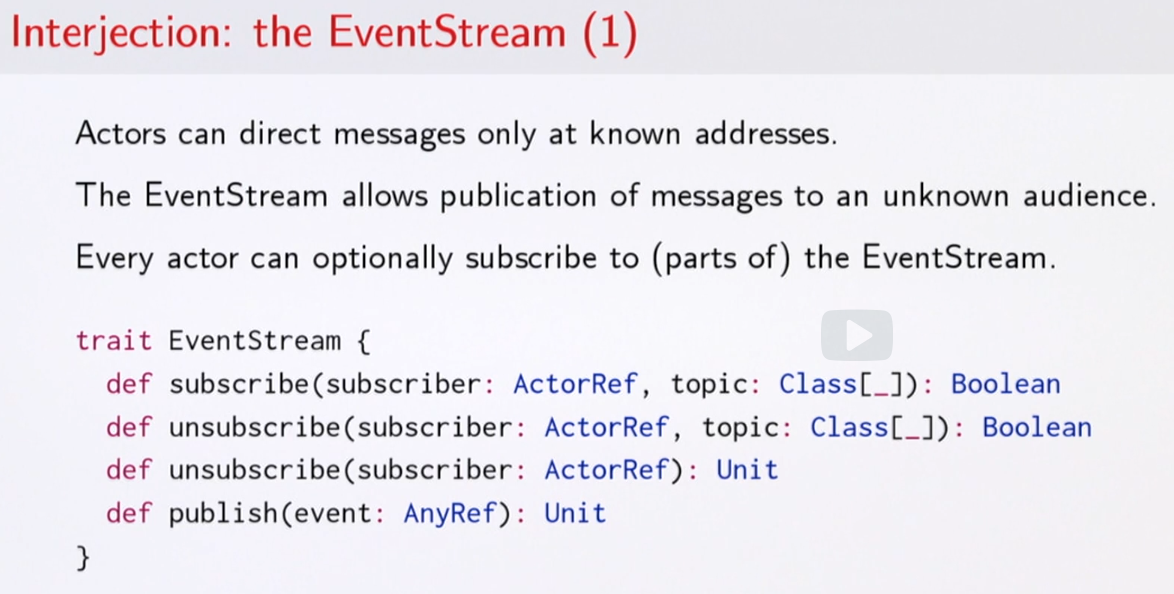 Interjection: the EventStream (1)
Actors can direct messages only at known addresses.
The EventStream allows publication of messages to an unknown audience.
Every actor can optionally subscribe to (parts of) the EventStream.
trait EventStream {
  def subscribe(subscriber: ActorRef, topic: Class[_]): Boolean
  def unsubscribe(subscriber: ActorRef, topic: Class[_]): Boolean
  def unsubscribe(subscriber: ActorRef): Unit
  def publish(event: AnyRef): Unit
}